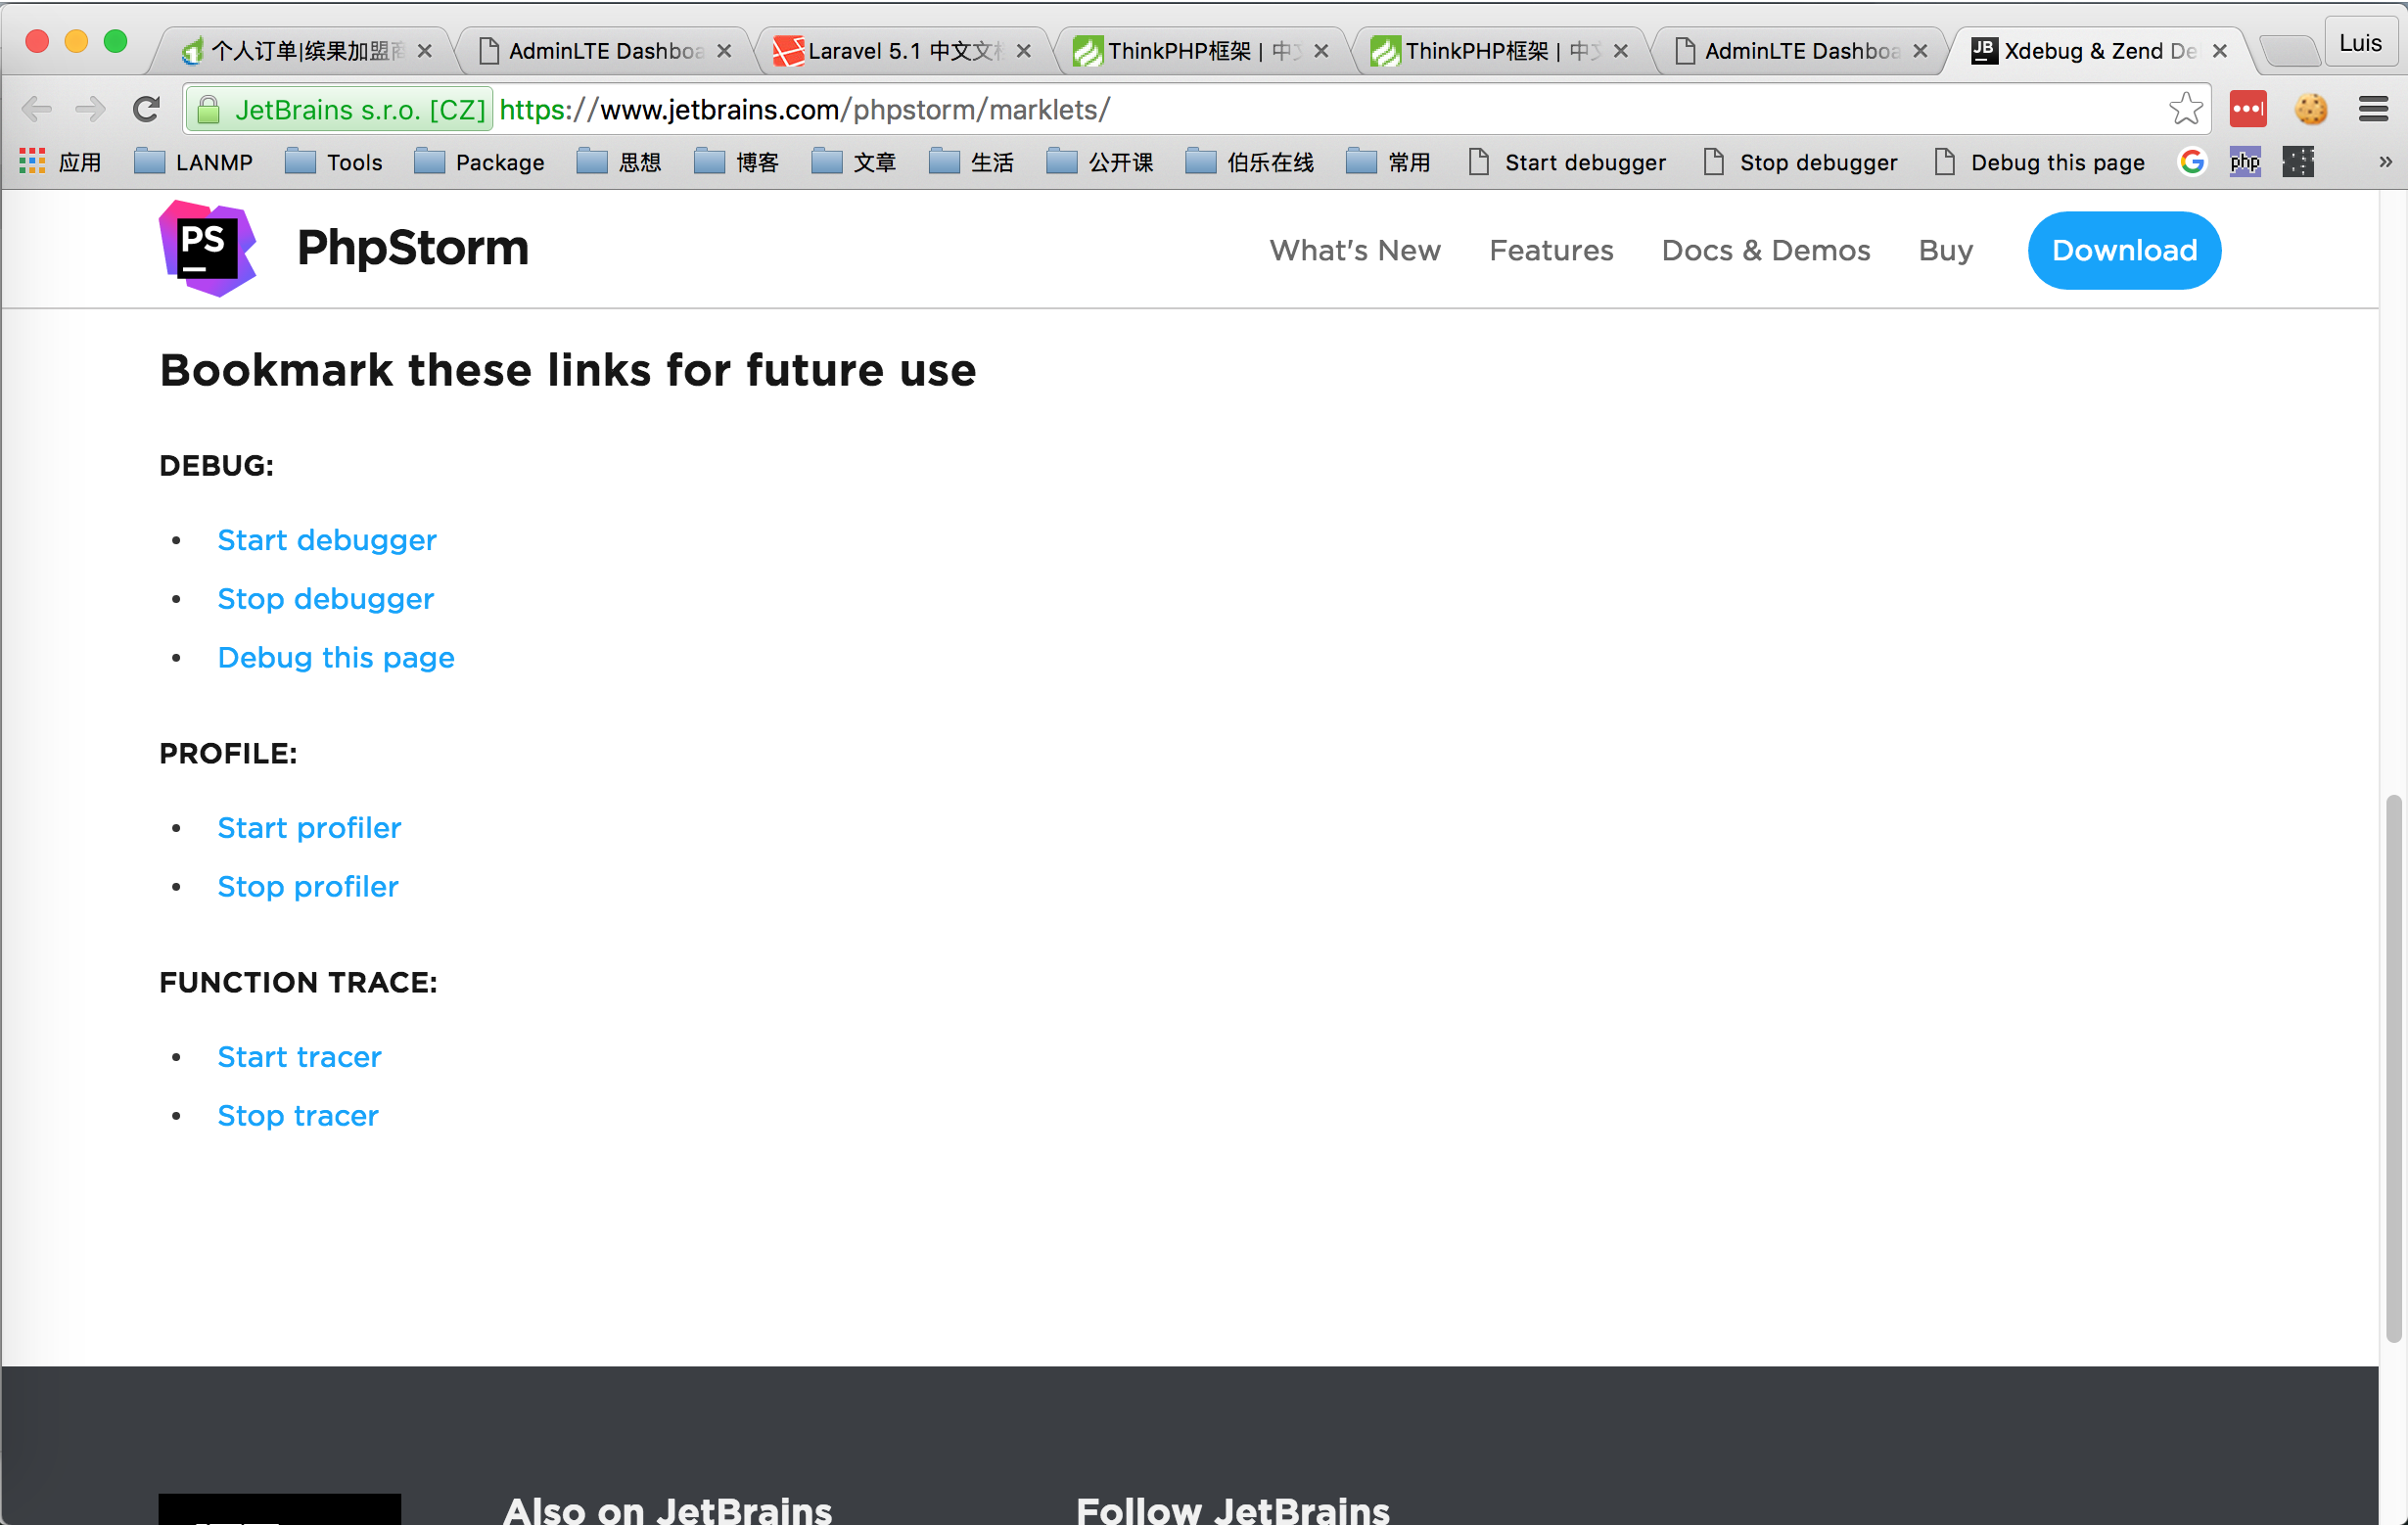 个人订单|缤果加盟商
AdminLTE Dashboa
Laravel 5.1 中文文档
ThinkPHP框架 | 中文
ThinkPHP框架 | 中文
AdminLTE Dashboa
JB Xdebug & Zend De
Luis
JetBrains s.r.o. [CZ] https://www.jetbrains.com/phpstorm/marklets/
应用 LANMP Tools Package 思想 博客 文章 生活 公开课 伯乐在线 常用 Start debugger Stop debugger Debug this page php »
PS PhpStorm What's New Features Docs & Demos Buy Download
Bookmark these links for future use
DEBUG:
• Start debugger
• Stop debugger
• Debug this page
PROFILE:
• Start profiler
• Stop profiler
FUNCTION TRACE:
• Start tracer
• Stop tracer
Also on JetBrains Follow JetBrains